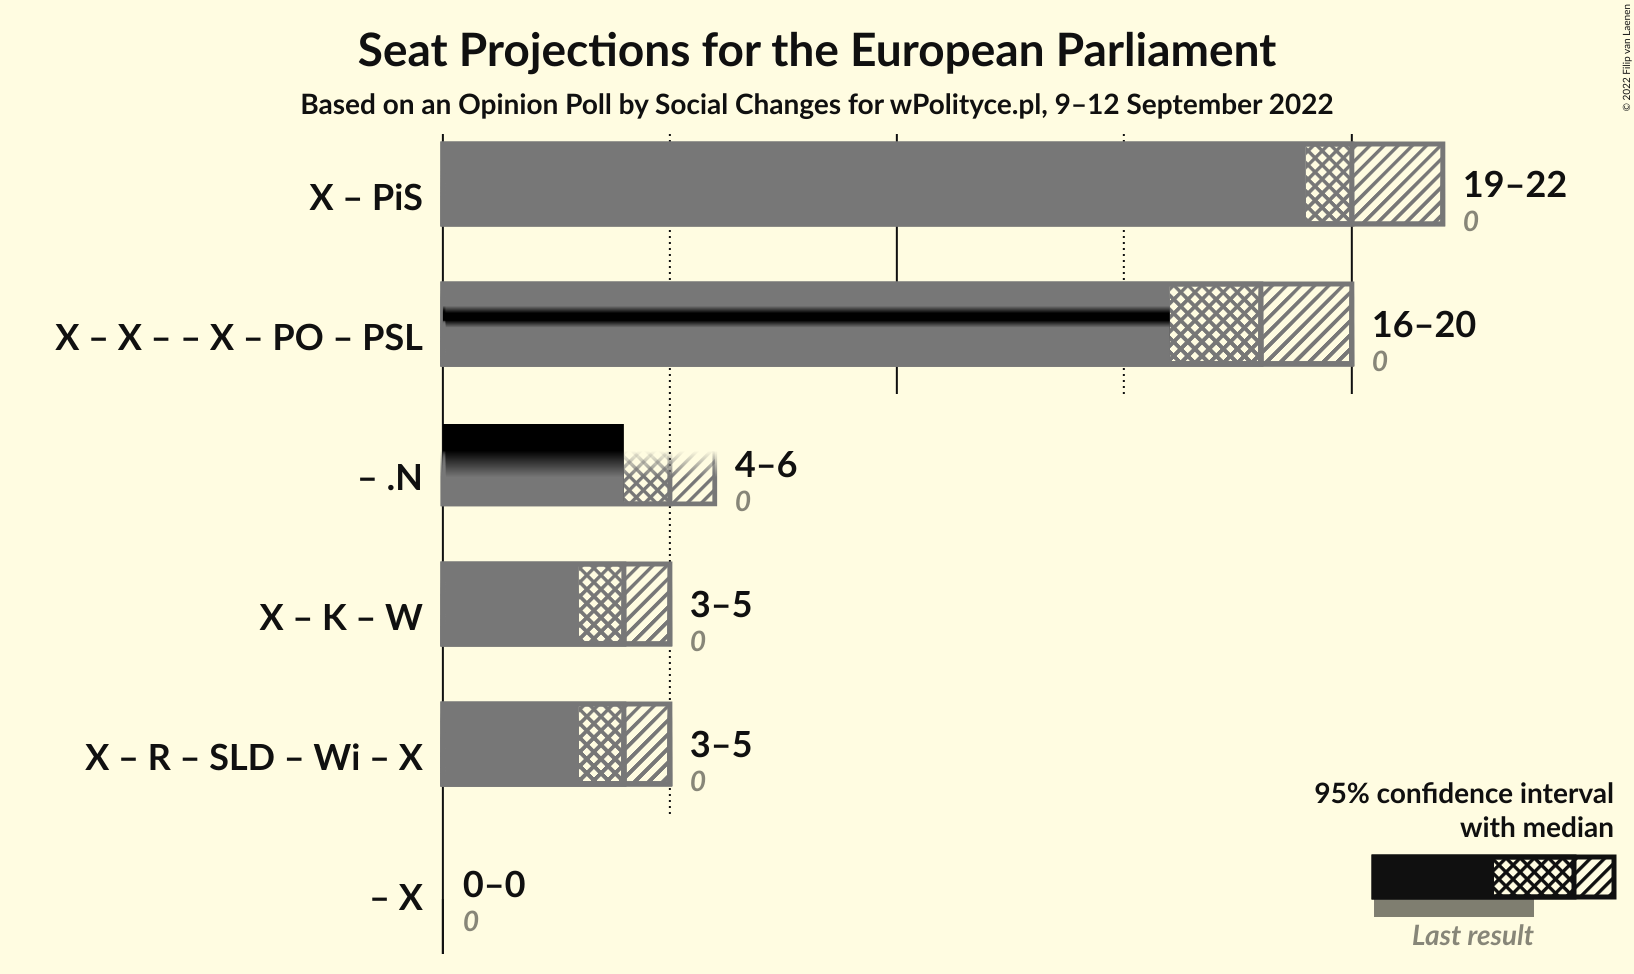 Seat Projections for the European Parliament
Based on an Opinion Poll by Social Changes for wPolityce.pl, 9–12 September 2022
© 2022 Filip van Laenen
X – PiS
19–22
0
X – X – – X – PO – PSL
16–20
0
– .N
4–6
0
X – K – W
3–5
0
X – R – SLD – Wi – X
3–5
0
– X
0–0
0
95% confidence interval
with median
Last result